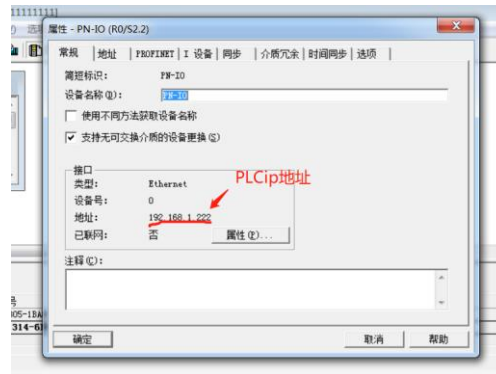 11111111]
属性 - PN-IO (R0/S2.2)
常规 地址 PROFINET I 设备 同步 介质冗余 时间同步 选项
简短标识: PN-IO
设备名称(D): PN-IO
使用不同方法获取设备名称
支持无可交换介质的设备更换(S)
接口
类型: Ethernet
PLCip地址
设备号: 0
地址: 192.168.1.222
已联网: 否 属性(P)...
注释(C):
号
314-6
确定 取消 帮助